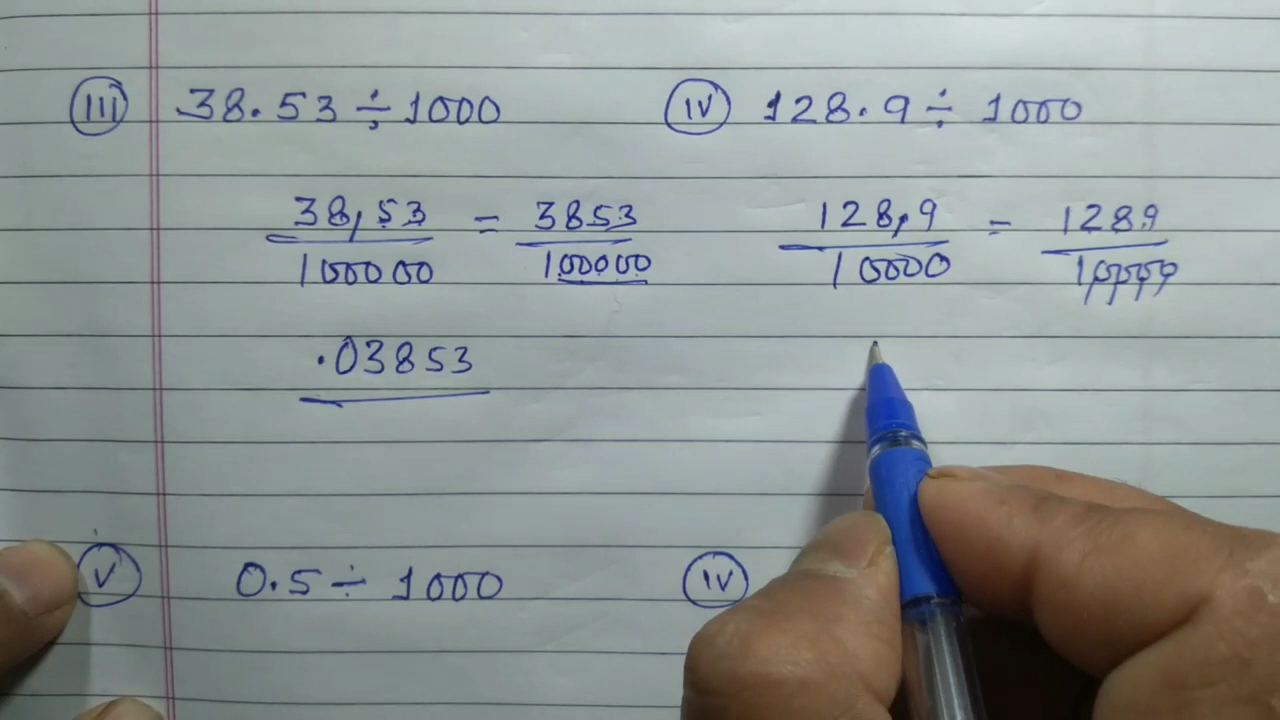 III 38.53 ÷ 1000
IV 128.9 ÷ 1000
38,53 = 3853
100000 100000
128,9 = 1289
10000 10000
.03853
V 0.5 ÷ 1000
IV